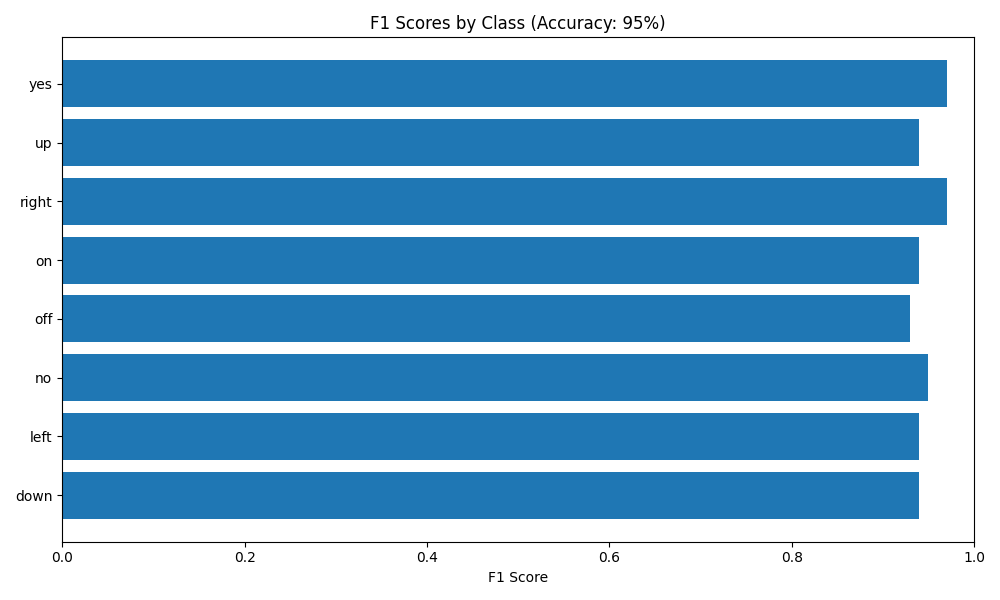 F1 Scores by Class (Accuracy: 95%)
yes
up
right
on
off
no
left
down
0.0 0.2 0.4 0.6 0.8 1.0
F1 Score